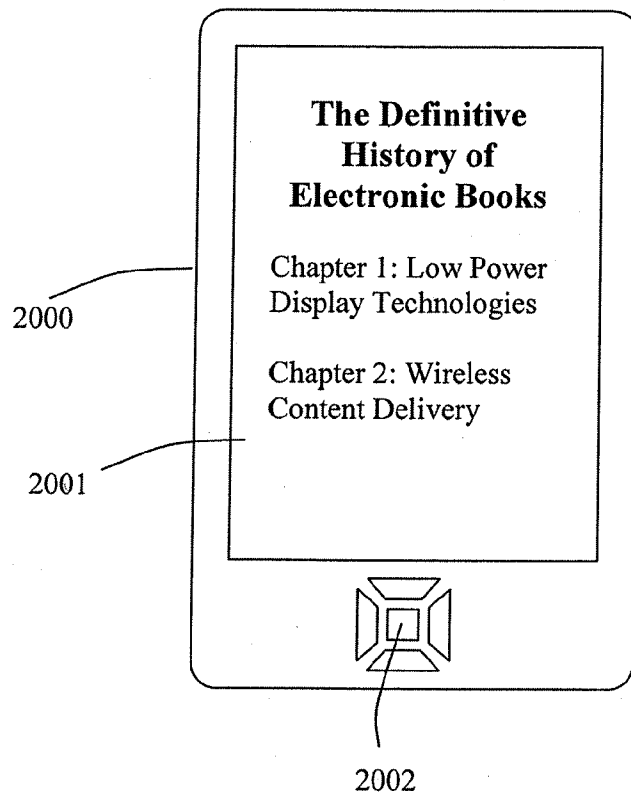 The Definitive
History of
Electronic Books
Chapter 1: Low Power
Display Technologies
Chapter 2: Wireless
Content Delivery
2000
2001
2002